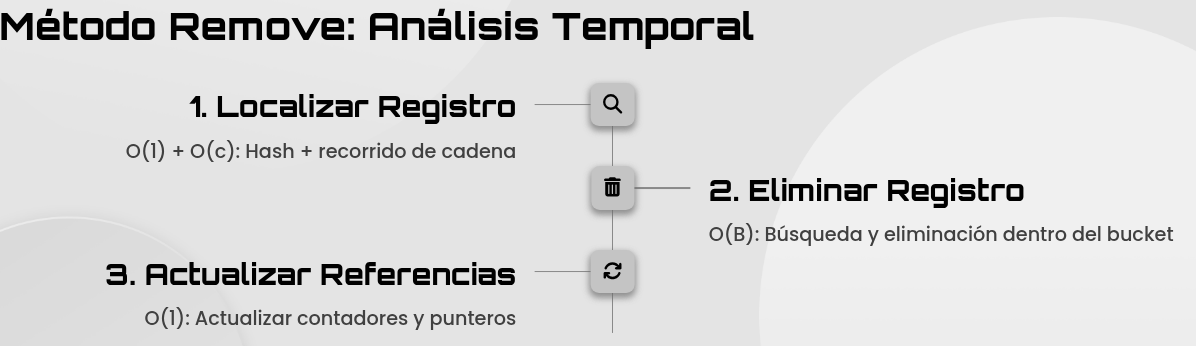 Método Remove: Análisis Temporal
1. Localizar Registro
O(1) + O(c): Hash + recorrido de cadena
2. Eliminar Registro
O(B): Búsqueda y eliminación dentro del bucket
3. Actualizar Referencias
O(1): Actualizar contadores y punteros